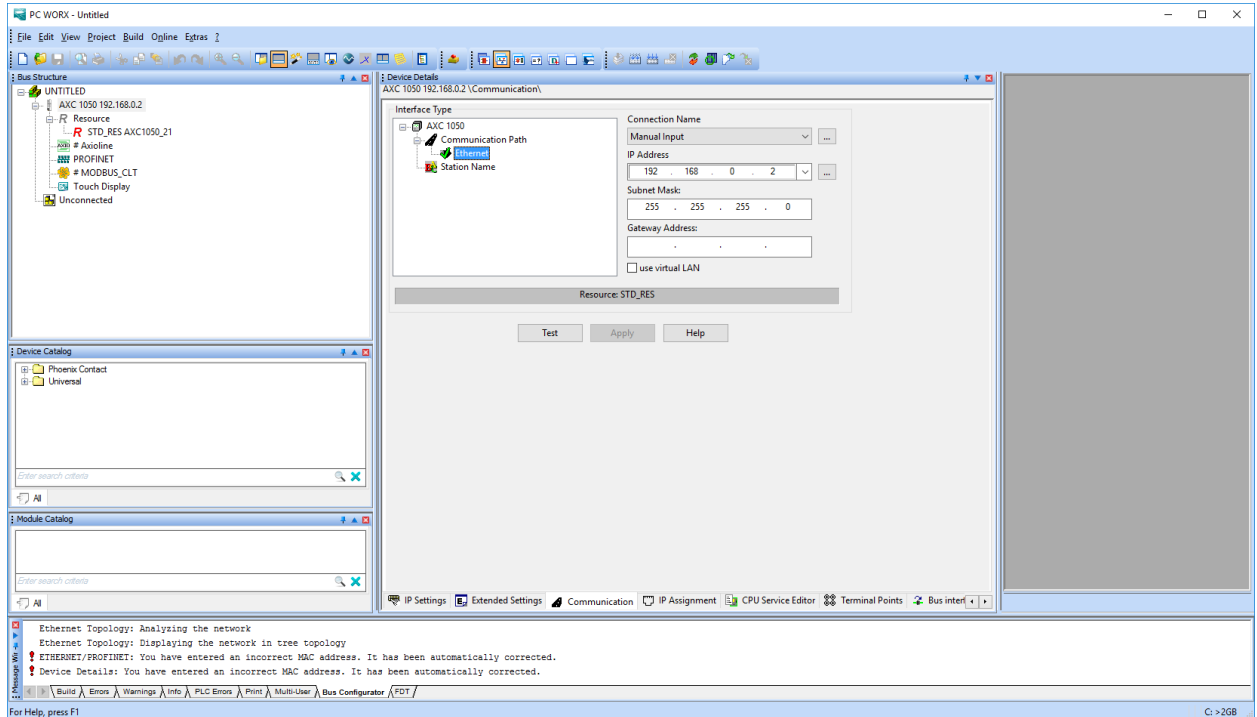 PC WORX - Untitled
File Edit View Project Build Online Extras ?
Bus Structure
UNTITLED
AXC 1050 192.168.0.2
Resource
STD_RES AXC1050_21
# Axioline
PROFINET
# MODBUS_CLT
Touch Display
Unconnected
Device Catalog
Phoenix Contact
Universal
Enter search criteria
All
Module Catalog
Enter search criteria
All
Device Details
AXC 1050 192.168.0.2 \Communication\
Interface Type
AXC 1050
Communication Path
Ethernet
Station Name
Connection Name
Manual Input
...
IP Address
192 . 168 . 0 . 2
...
Subnet Mask:
255 . 255 . 255 . 0
Gateway Address:
. . .
use virtual LAN
Resource: STD_RES
Test Apply Help
IP Settings Extended Settings Communication IP Assignment CPU Service Editor Terminal Points Bus interf
Message Wir
Ethernet Topology: Analyzing the network
Ethernet Topology: Displaying the network in tree topology
ETHERNET/PROFINET: You have entered an incorrect MAC address. It has been automatically corrected.
Device Details: You have entered an incorrect MAC address. It has been automatically corrected.
Build Errors Warnings Info PLC Errors Print Multi-User Bus Configurator FDT
For Help, press F1 C: >2GB